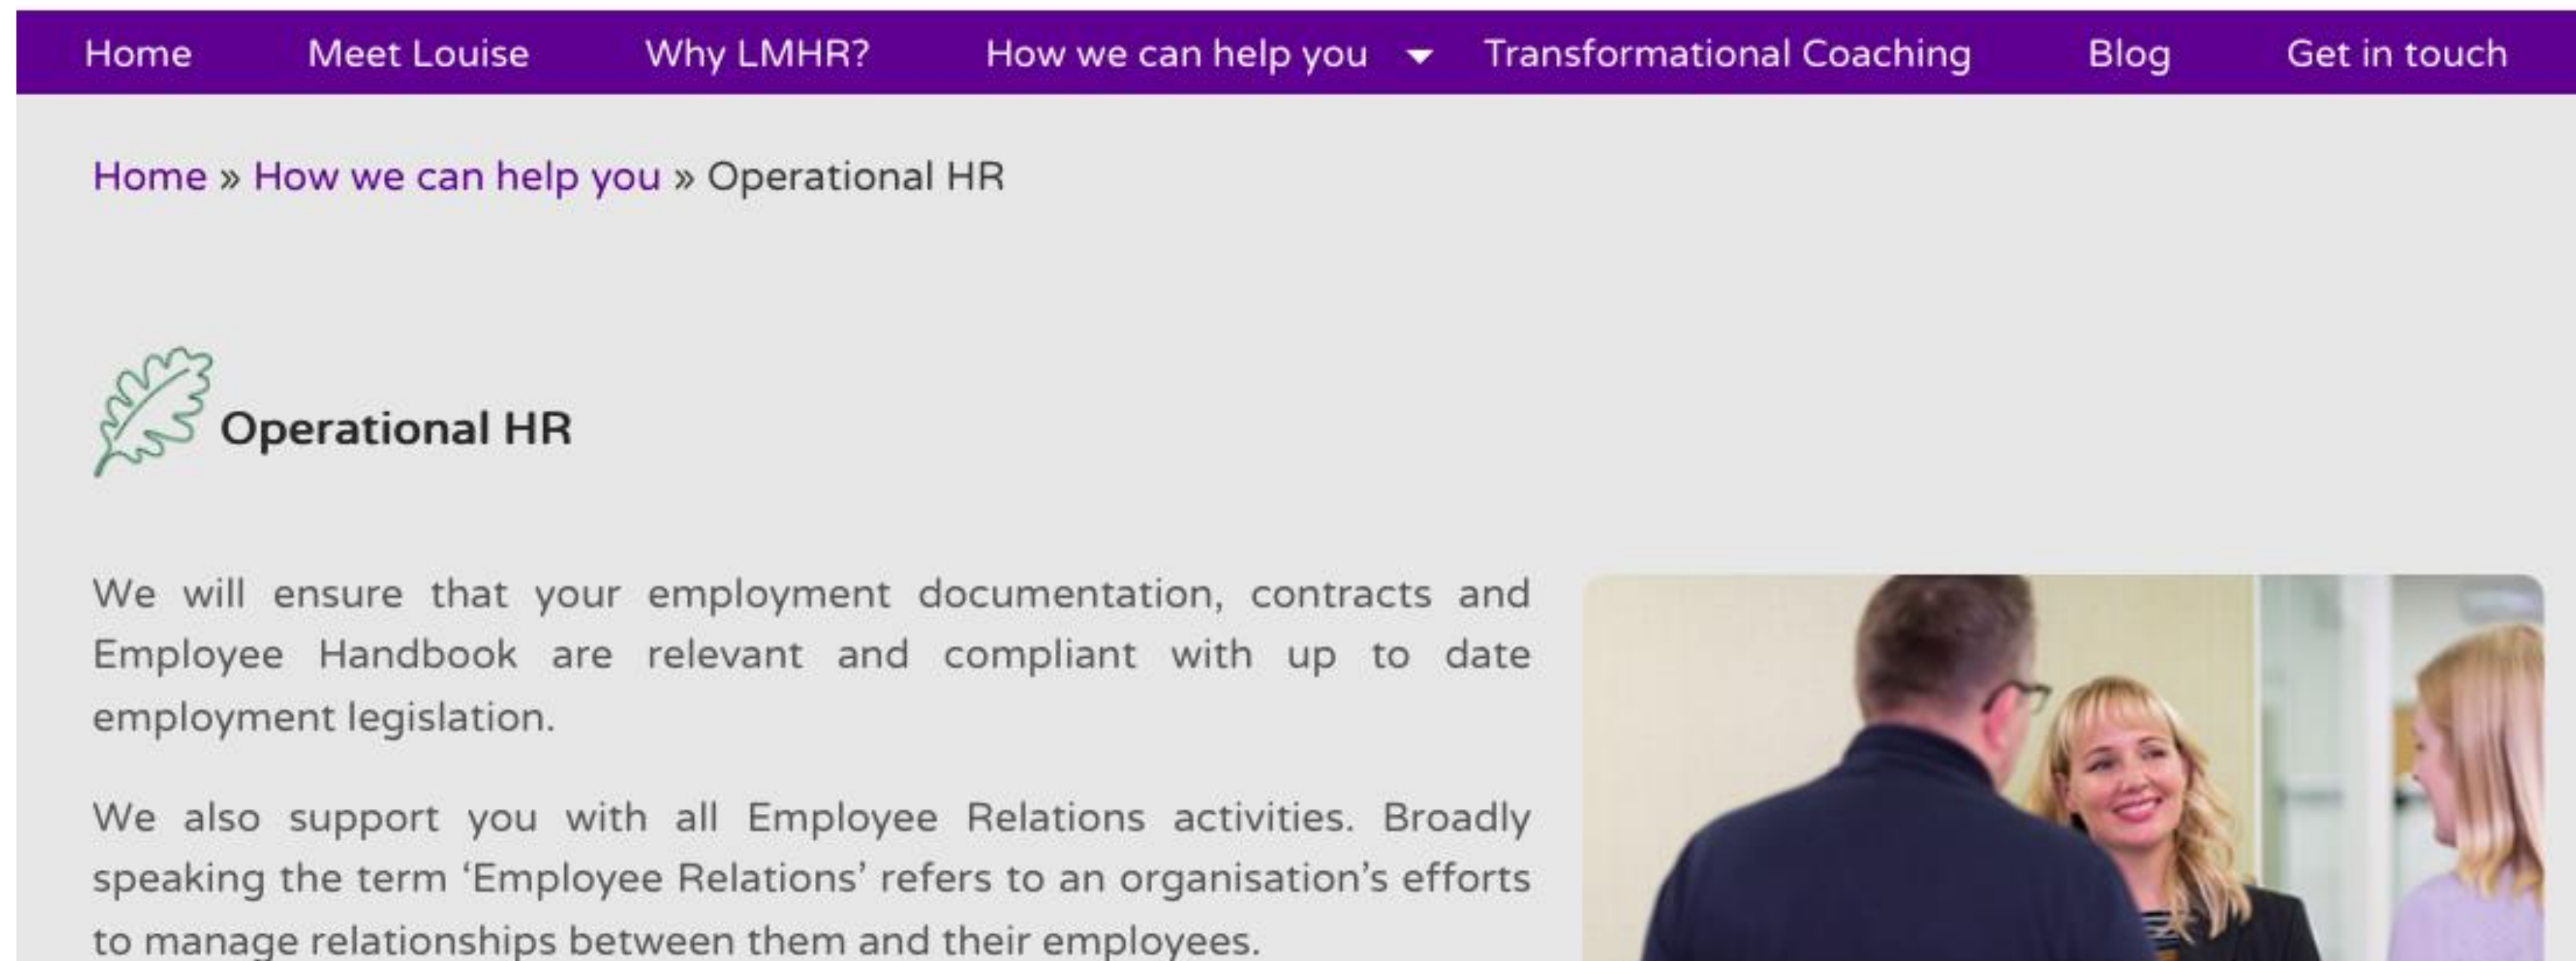 Home Meet Louise Why LMHR? How we can help you Transformational Coaching Blog Get in touch
Home » How we can help you » Operational HR
Operational HR
We will ensure that your employment documentation, contracts and
Employee Handbook are relevant and compliant with up to date
employment legislation.
We also support you with all Employee Relations activities. Broadly
speaking the term ‘Employee Relations’ refers to an organisation’s efforts
to manage relationships between them and their employees.